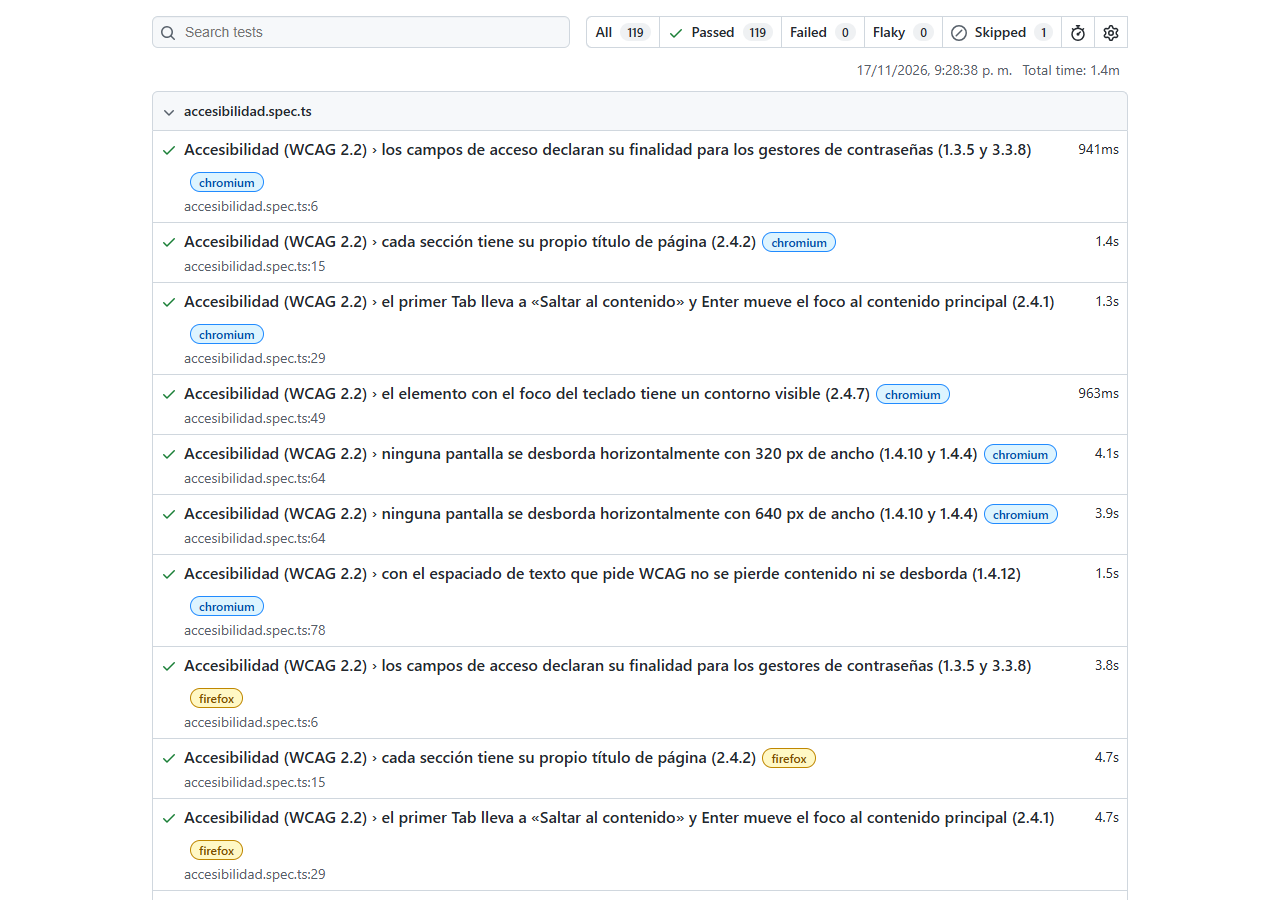 Search tests
All 119 Passed 119 Failed 0 Flaky 0 Skipped 1
17/11/2026, 9:28:38 p. m. Total time: 1.4m
accesibilidad.spec.ts
Accesibilidad (WCAG 2.2) › los campos de acceso declaran su finalidad para los gestores de contraseñas (1.3.5 y 3.3.8) 941ms
chromium
accesibilidad.spec.ts:6
Accesibilidad (WCAG 2.2) › cada sección tiene su propio título de página (2.4.2) chromium 1.4s
accesibilidad.spec.ts:15
Accesibilidad (WCAG 2.2) › el primer Tab lleva a «Saltar al contenido» y Enter mueve el foco al contenido principal (2.4.1) 1.3s
chromium
accesibilidad.spec.ts:29
Accesibilidad (WCAG 2.2) › el elemento con el foco del teclado tiene un contorno visible (2.4.7) chromium 963ms
accesibilidad.spec.ts:49
Accesibilidad (WCAG 2.2) › ninguna pantalla se desborda horizontalmente con 320 px de ancho (1.4.10 y 1.4.4) chromium 4.1s
accesibilidad.spec.ts:64
Accesibilidad (WCAG 2.2) › ninguna pantalla se desborda horizontalmente con 640 px de ancho (1.4.10 y 1.4.4) chromium 3.9s
accesibilidad.spec.ts:64
Accesibilidad (WCAG 2.2) › con el espaciado de texto que pide WCAG no se pierde contenido ni se desborda (1.4.12) 1.5s
chromium
accesibilidad.spec.ts:78
Accesibilidad (WCAG 2.2) › los campos de acceso declaran su finalidad para los gestores de contraseñas (1.3.5 y 3.3.8) 3.8s
firefox
accesibilidad.spec.ts:6
Accesibilidad (WCAG 2.2) › cada sección tiene su propio título de página (2.4.2) firefox 4.7s
accesibilidad.spec.ts:15
Accesibilidad (WCAG 2.2) › el primer Tab lleva a «Saltar al contenido» y Enter mueve el foco al contenido principal (2.4.1) 4.7s
firefox
accesibilidad.spec.ts:29